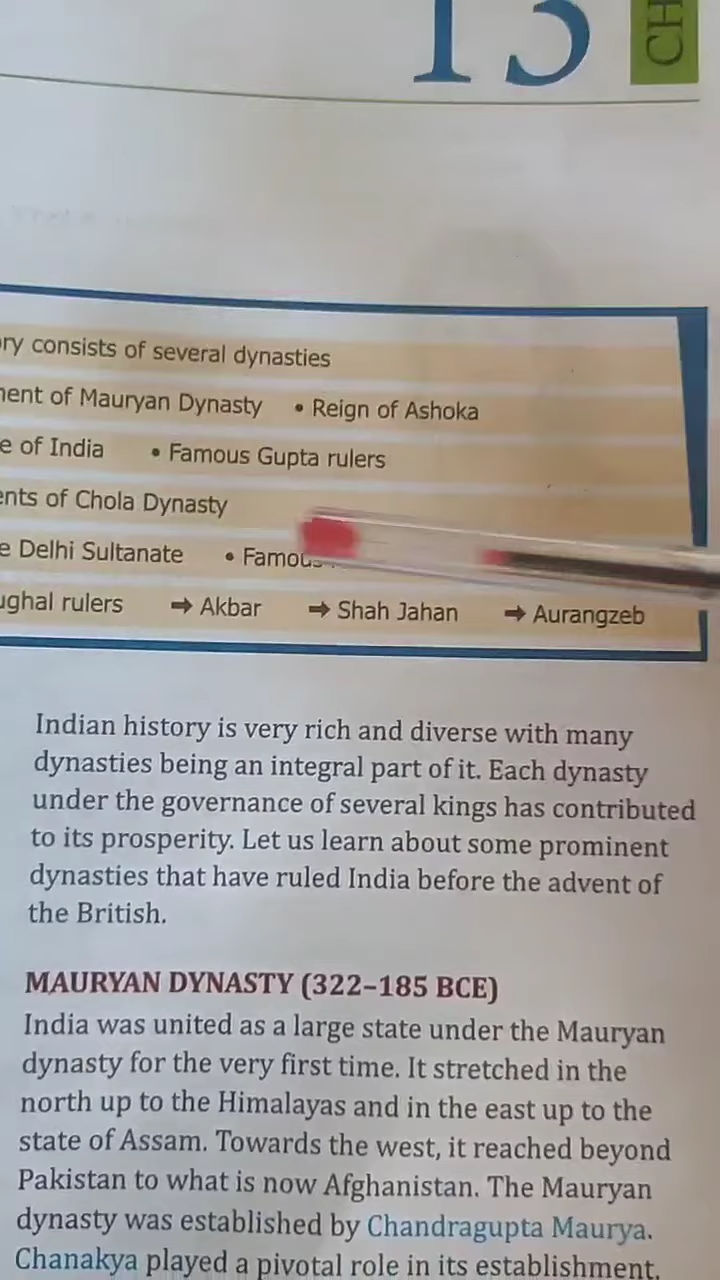 CH
ry consists of several dynasties
ent of Mauryan Dynasty • Reign of Ashoka
e of India • Famous Gupta rulers
ents of Chola Dynasty
e Delhi Sultanate • Famous
ughal rulers ➡ Akbar ➡ Shah Jahan ➡ Aurangzeb
Indian history is very rich and diverse with many
dynasties being an integral part of it. Each dynasty
under the governance of several kings has contributed
to its prosperity. Let us learn about some prominent
dynasties that have ruled India before the advent of
the British.
MAURYAN DYNASTY (322–185 BCE)
India was united as a large state under the Mauryan
dynasty for the very first time. It stretched in the
north up to the Himalayas and in the east up to the
state of Assam. Towards the west, it reached beyond
Pakistan to what is now Afghanistan. The Mauryan
dynasty was established by Chandragupta Maurya.
Chanakya played a pivotal role in its establishment.